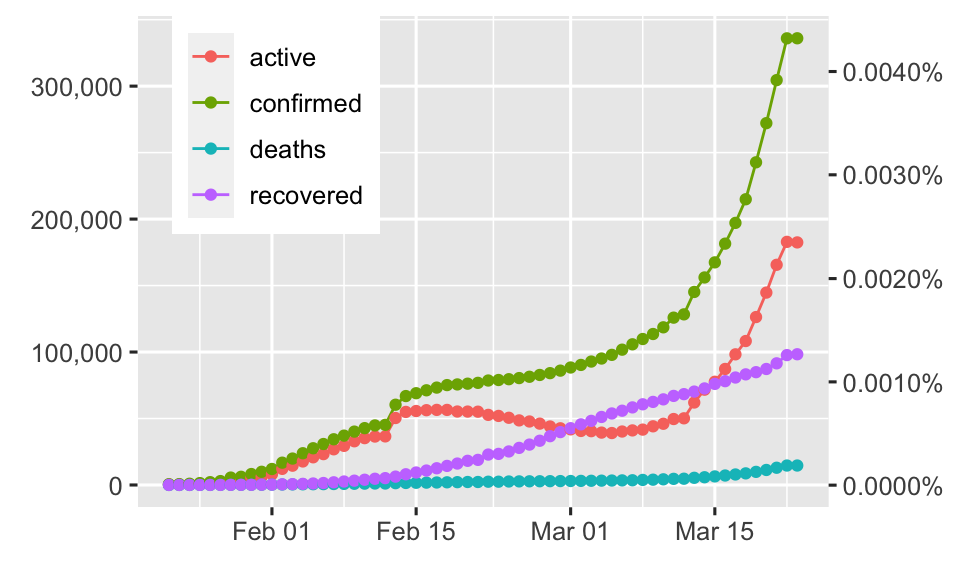 active
confirmed
deaths
recovered
300,000
200,000
100,000
0
0.0040%
0.0030%
0.0020%
0.0010%
0.0000%
Feb 01
Feb 15
Mar 01
Mar 15